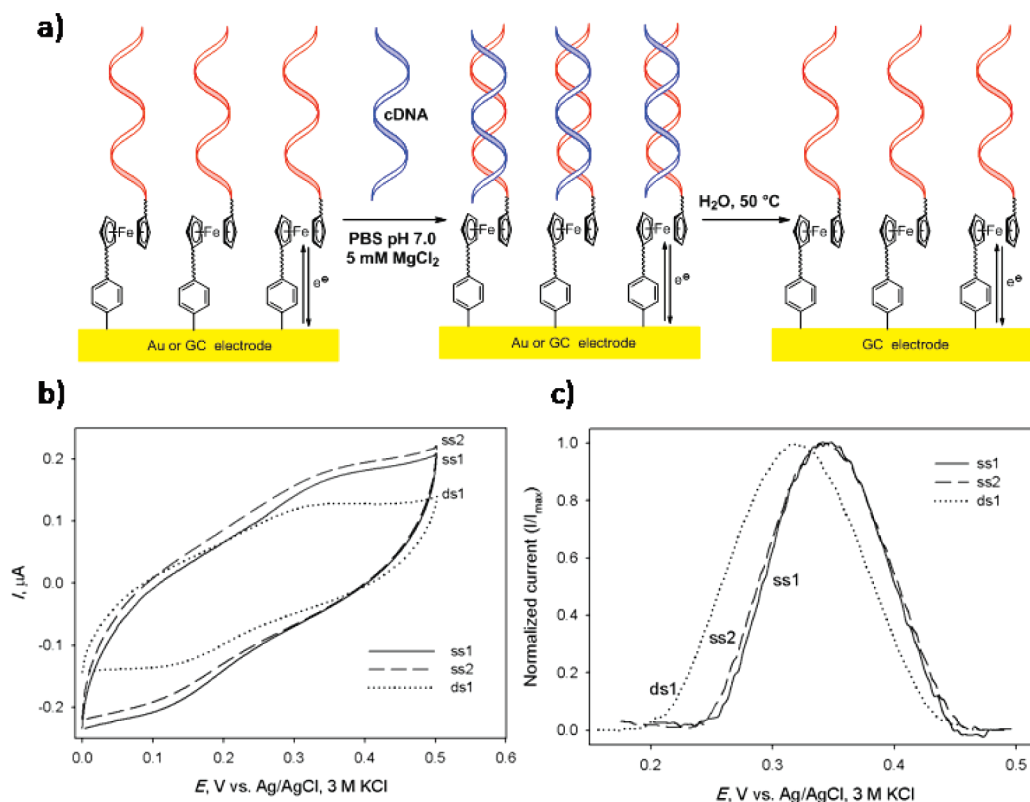 a)
cDNA
Fe Fe Fe
e⊖
Au or GC electrode
PBS pH 7.0
5 mM MgCl₂
Fe Fe Fe
e⊖
Au or GC electrode
H₂O, 50 °C
Fe Fe Fe
e⊖
GC electrode
b)
I, μA
0.2
0.0
-0.1
-0.2
ss2
ss1
ds1
ss1
ss2
ds1
0.0 0.1 0.2 0.3 0.4 0.5 0.6
E, V vs. Ag/AgCl, 3 M KCl
c)
Normalized current (I/Imax)
1.0
0.8
0.6
0.4
0.2
0.0
ss1
ss2
ds1
ss1
ss2
ds1
0.2 0.3 0.4 0.5
E, V vs. Ag/AgCl, 3 M KCl